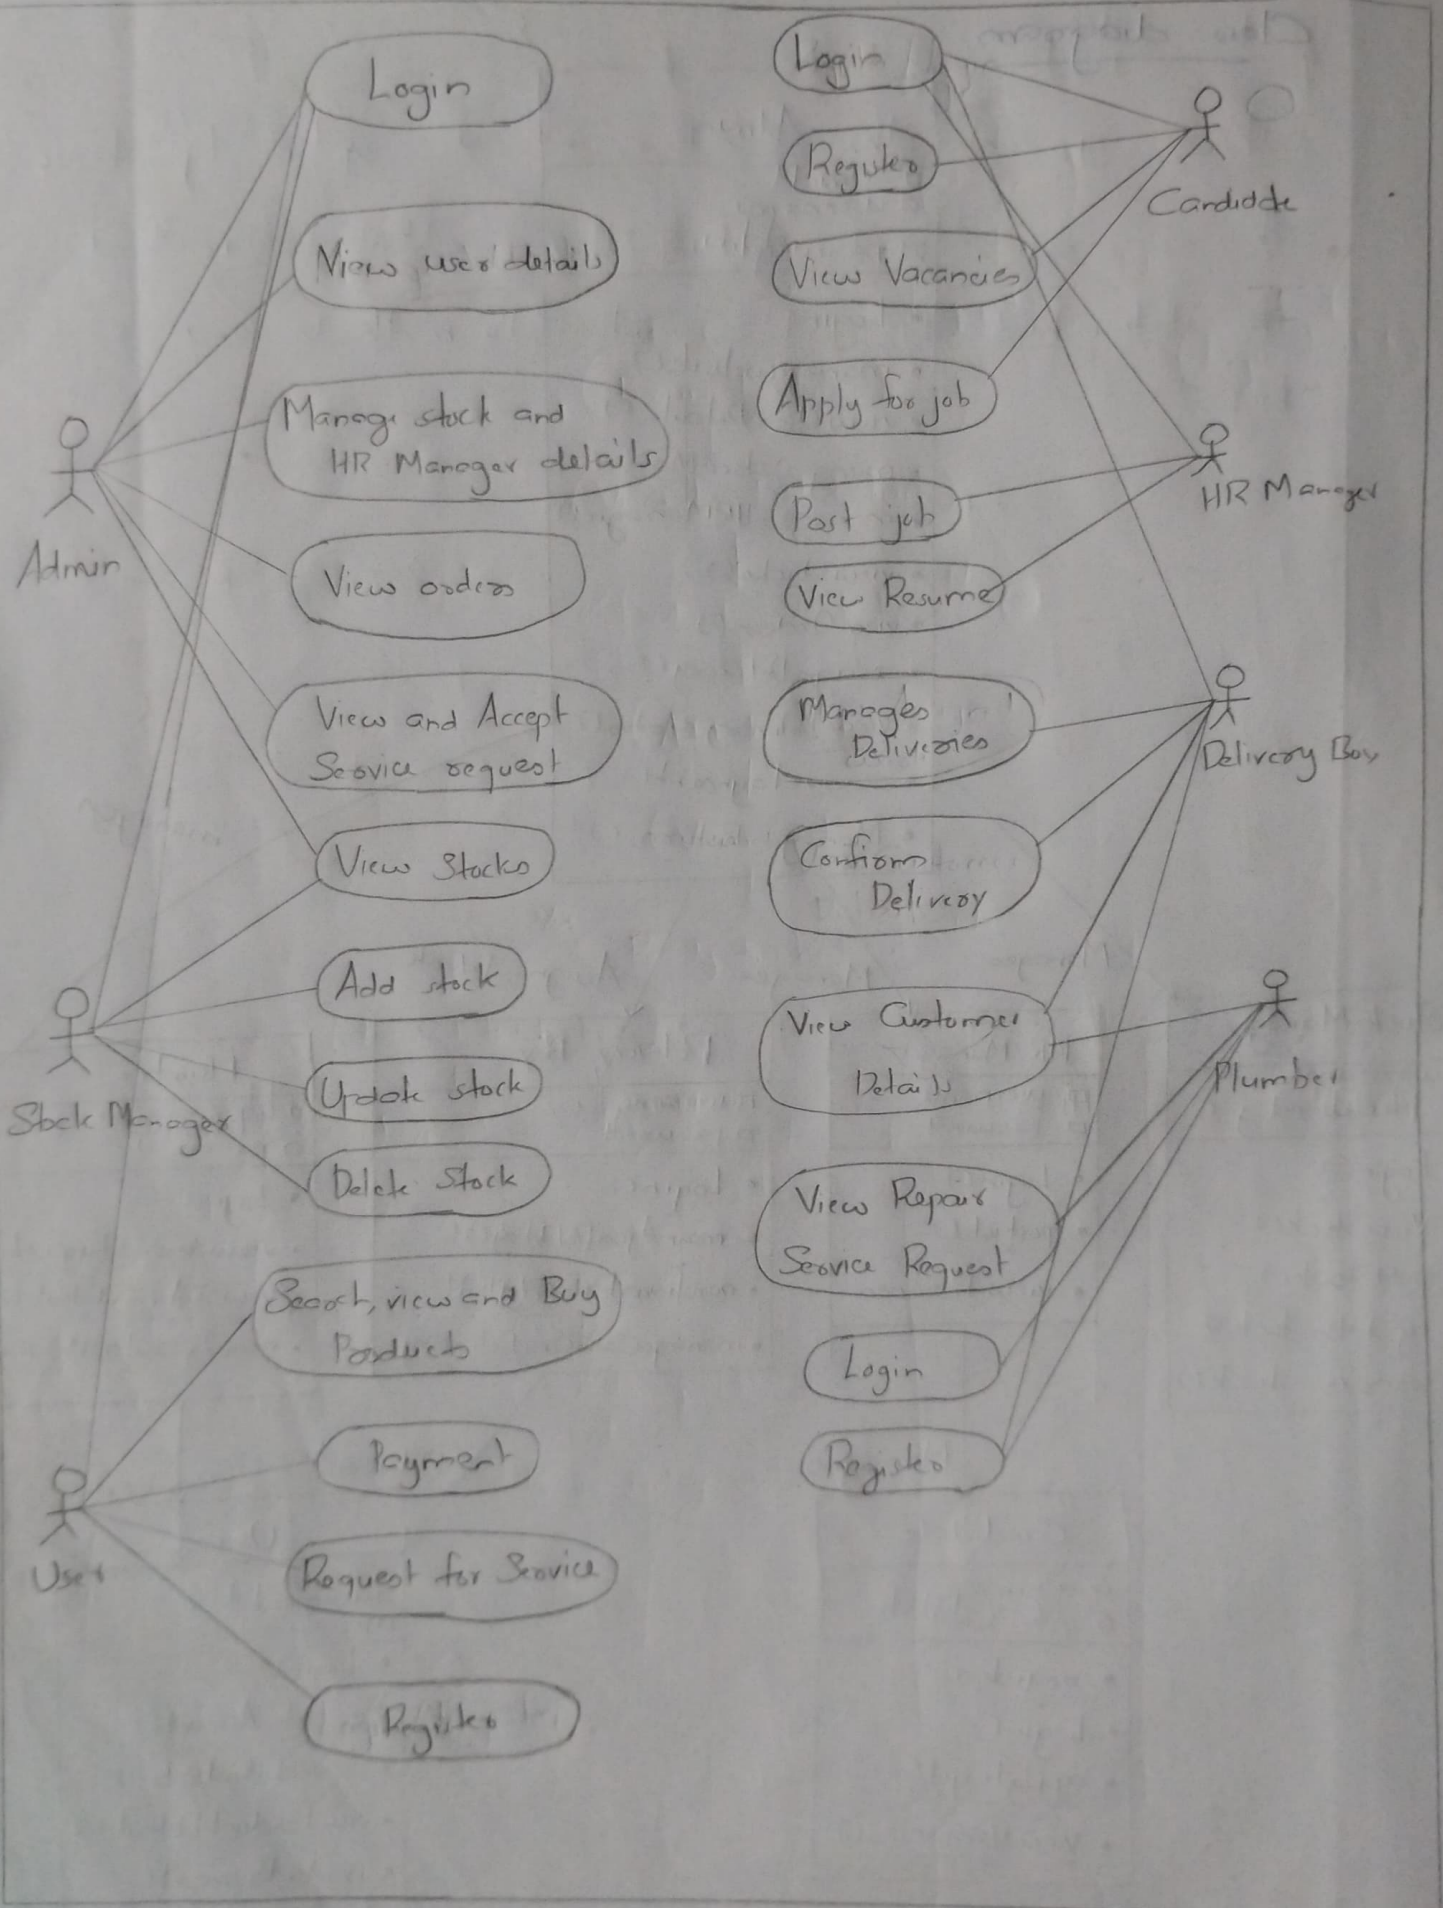 Login
View user details
Manage stock and
HR Manager details
Admin
View orders
View and Accept
Service request
View Stocks
Add stock
Update stock
Stock Manager
Delete Stock
Search, view and Buy
Products
Payment
User
Request for Service
Register
Login
Register
Candidate
View Vacancies
Apply for job
Post job
HR Manager
View Resume
Manages
Deliveries
Delivery Boy
Confirm
Delivery
View Customer
Details
Plumber
View Repair
Service Request
Login
Register